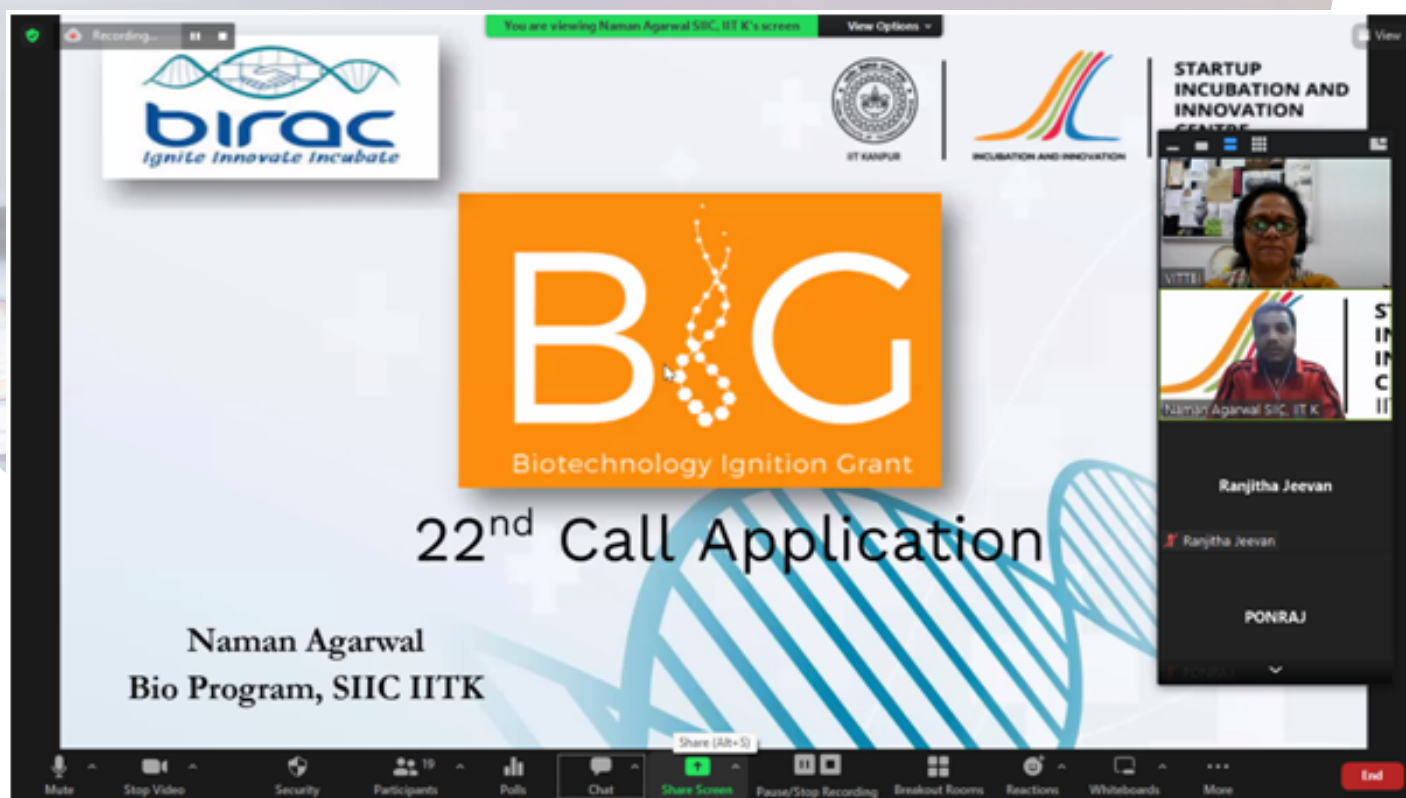 Recording...
You are viewing Naman Agarwal SIIC, IIT K's screen
View Options
View
birac
Ignite Innovate Incubate
IIT KANPUR
INCUBATION AND INNOVATION
STARTUP
INCUBATION AND
INNOVATION
CENTRE
BIG
Biotechnology Ignition Grant
22nd Call Application
Naman Agarwal
Bio Program, SIIC IITK
Naman Agarwal SIIC, IIT K
Ranjitha Jeevan
Ranjitha Jeevan
PONRAJ
PONRAJ
Share (Alt+S)
Mute
Stop Video
Security
19
Participants
Polls
Chat
Share Screen
Pause/Stop Recording
Breakout Rooms
Reactions
Whiteboards
More
End